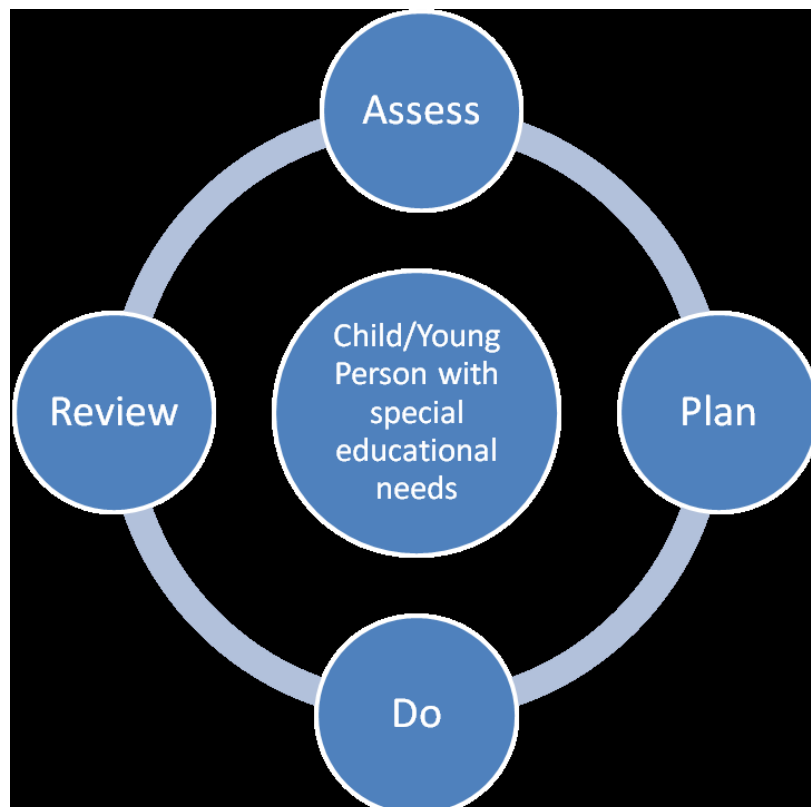 Assess
Child/Young
Person with
special
educational
needs
Review
Plan
Do